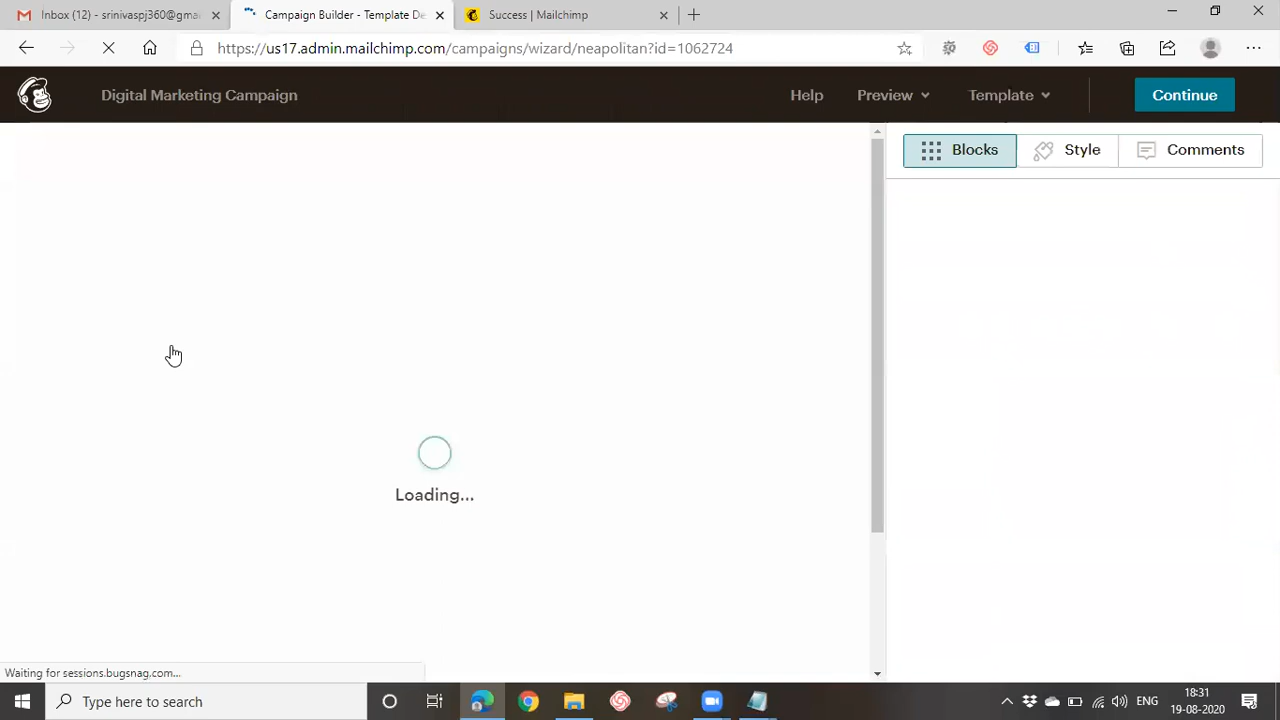 Inbox (12) - srinivaspj360@gma
Campaign Builder - Template De
Success | Mailchimp
https://us17.admin.mailchimp.com/campaigns/wizard/neapolitan?id=1062724
Digital Marketing Campaign
Help
Preview
Template
Continue
Blocks
Style
Comments
Loading...
Waiting for sessions.bugsnag.com...
Type here to search
ENG
18:31
19-08-2020